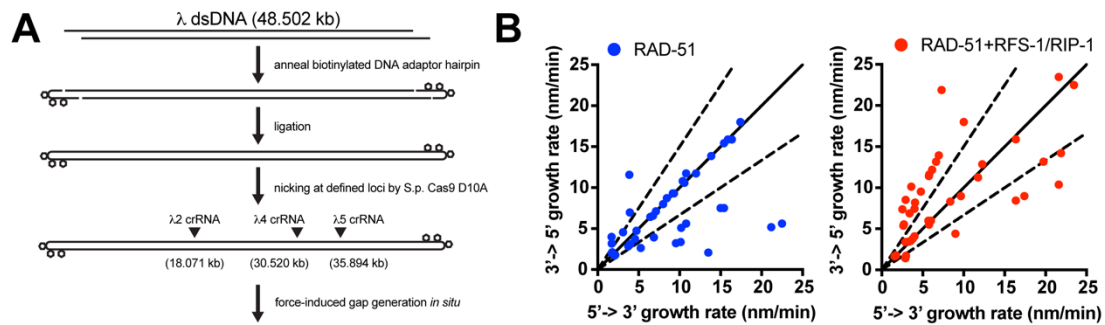 A
λ dsDNA (48.502 kb)
anneal biotinylated DNA adaptor hairpin
ligation
nicking at defined loci by S.p. Cas9 D10A
λ2 crRNA λ4 crRNA λ5 crRNA
(18.071 kb) (30.520 kb) (35.894 kb)
force-induced gap generation in situ
B
RAD-51
3'-> 5' growth rate (nm/min)
25
20
15
10
5
0
0 5 10 15 20 25
5'-> 3' growth rate (nm/min)
RAD-51+RFS-1/RIP-1
3'-> 5' growth rate (nm/min)
25
20
15
10
5
0
0 5 10 15 20 25
5'-> 3' growth rate (nm/min)